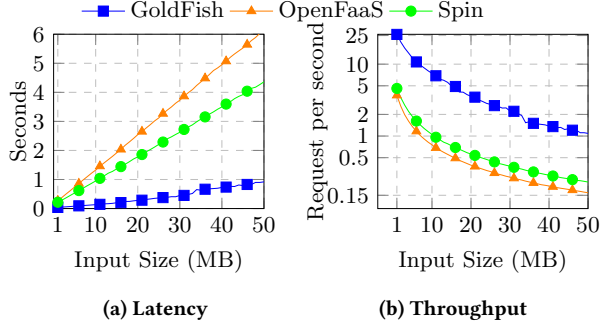 GoldFish OpenFaaS Spin
Seconds
6
5
4
3
2
1
0
1 10 20 30 40 50
Input Size (MB)
(a) Latency
Request per second
25
10
5
1
0.5
0.15
1 10 20 30 40 50
Input Size (MB)
(b) Throughput